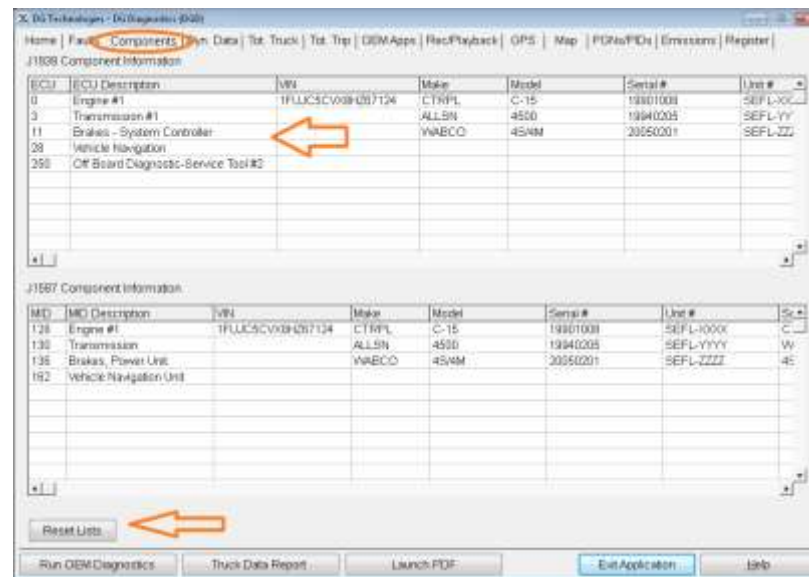 DG Technologies - DG Diagnostics (DGD)
Home | Faults Components Dyn. Data | Tot. Truck | Tot. Trip | OEM Apps | Rec/Playback | GPS | Map | PGNs/PIDs | Emissions | Register |
J1939 Component Information
ECU ECU Description VIN Make Model Serial # Unit #
0 Engine #1 CTRPL C-15 19901009 SEFL-XX
3 Transmission #1 ALLSN 4500 19940205 SEFL-YY
11 Brakes - System Controller WABCO 4S/4M 20050201 SEFL-ZZ
28 Vehicle Navigation
250 Off Board Diagnostic-Service Tool #2
J1587 Component Information
MID MID Description VIN Make Model Serial # Unit #
128 Engine #1 CTRPL C-15 19901009 SEFL-XXXX C
130 Transmission ALLSN 4500 19940205 SEFL-YYYY W
136 Brakes, Power Unit WABCO 4S/4M 20050201 SEFL-ZZZZ 4S
162 Vehicle Navigation Unit
Reset Lists
Run OEM Diagnostics Truck Data Report Launch PDF Exit Application Help